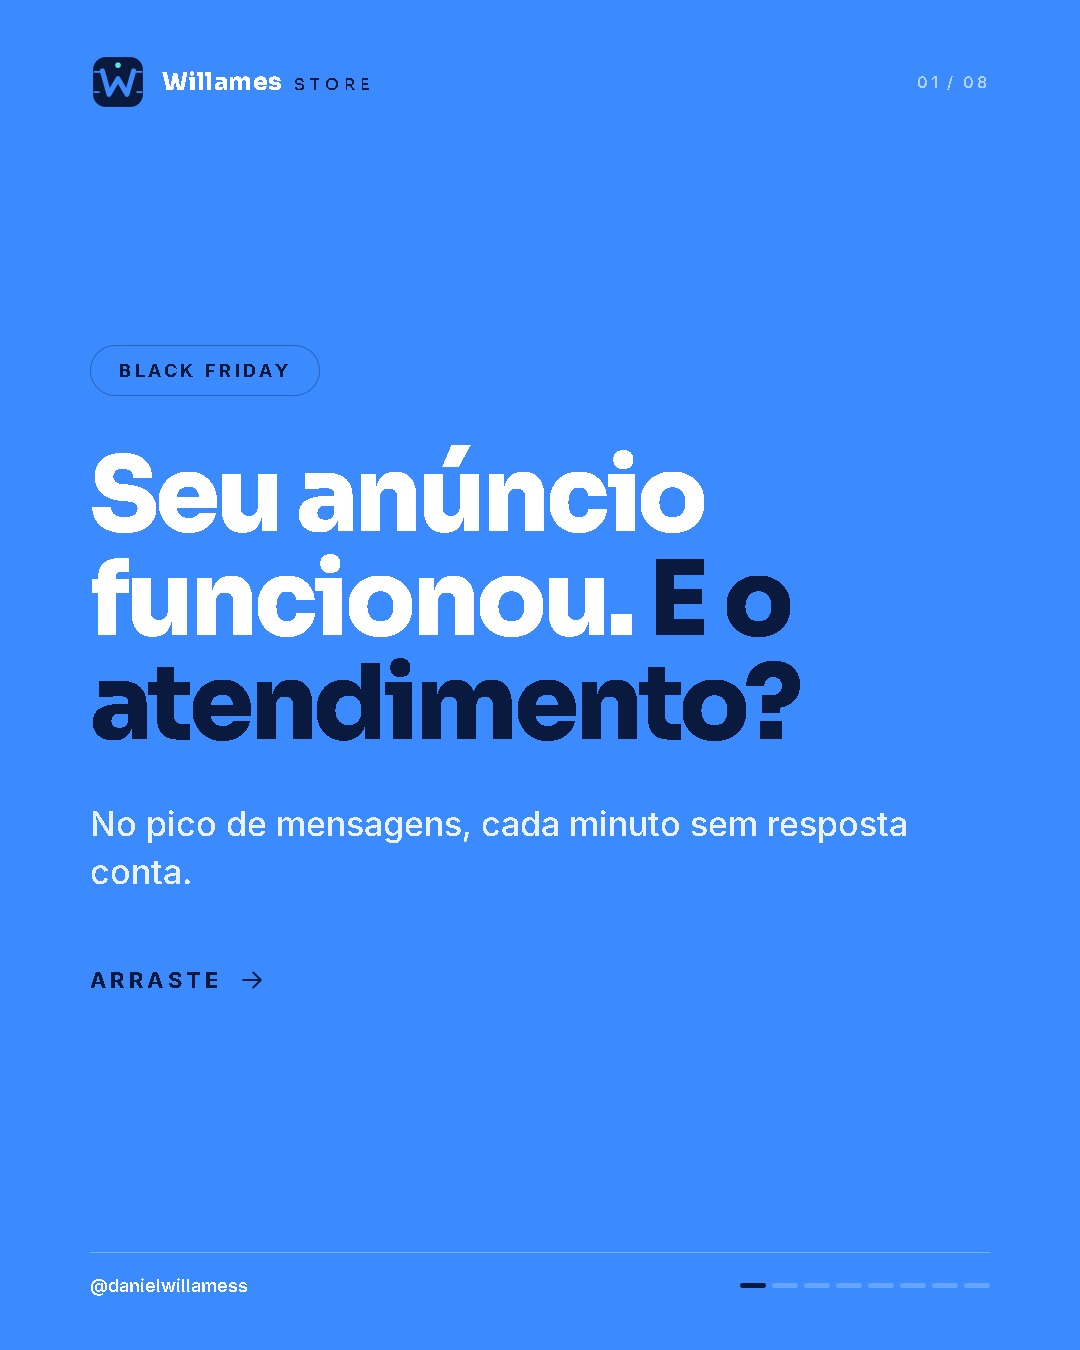 W
Willames STORE
01 / 08
BLACK FRIDAY
Seu anúncio
funcionou. E o
atendimento?
No pico de mensagens, cada minuto sem resposta
conta.
ARRASTE →
@danielwillamess